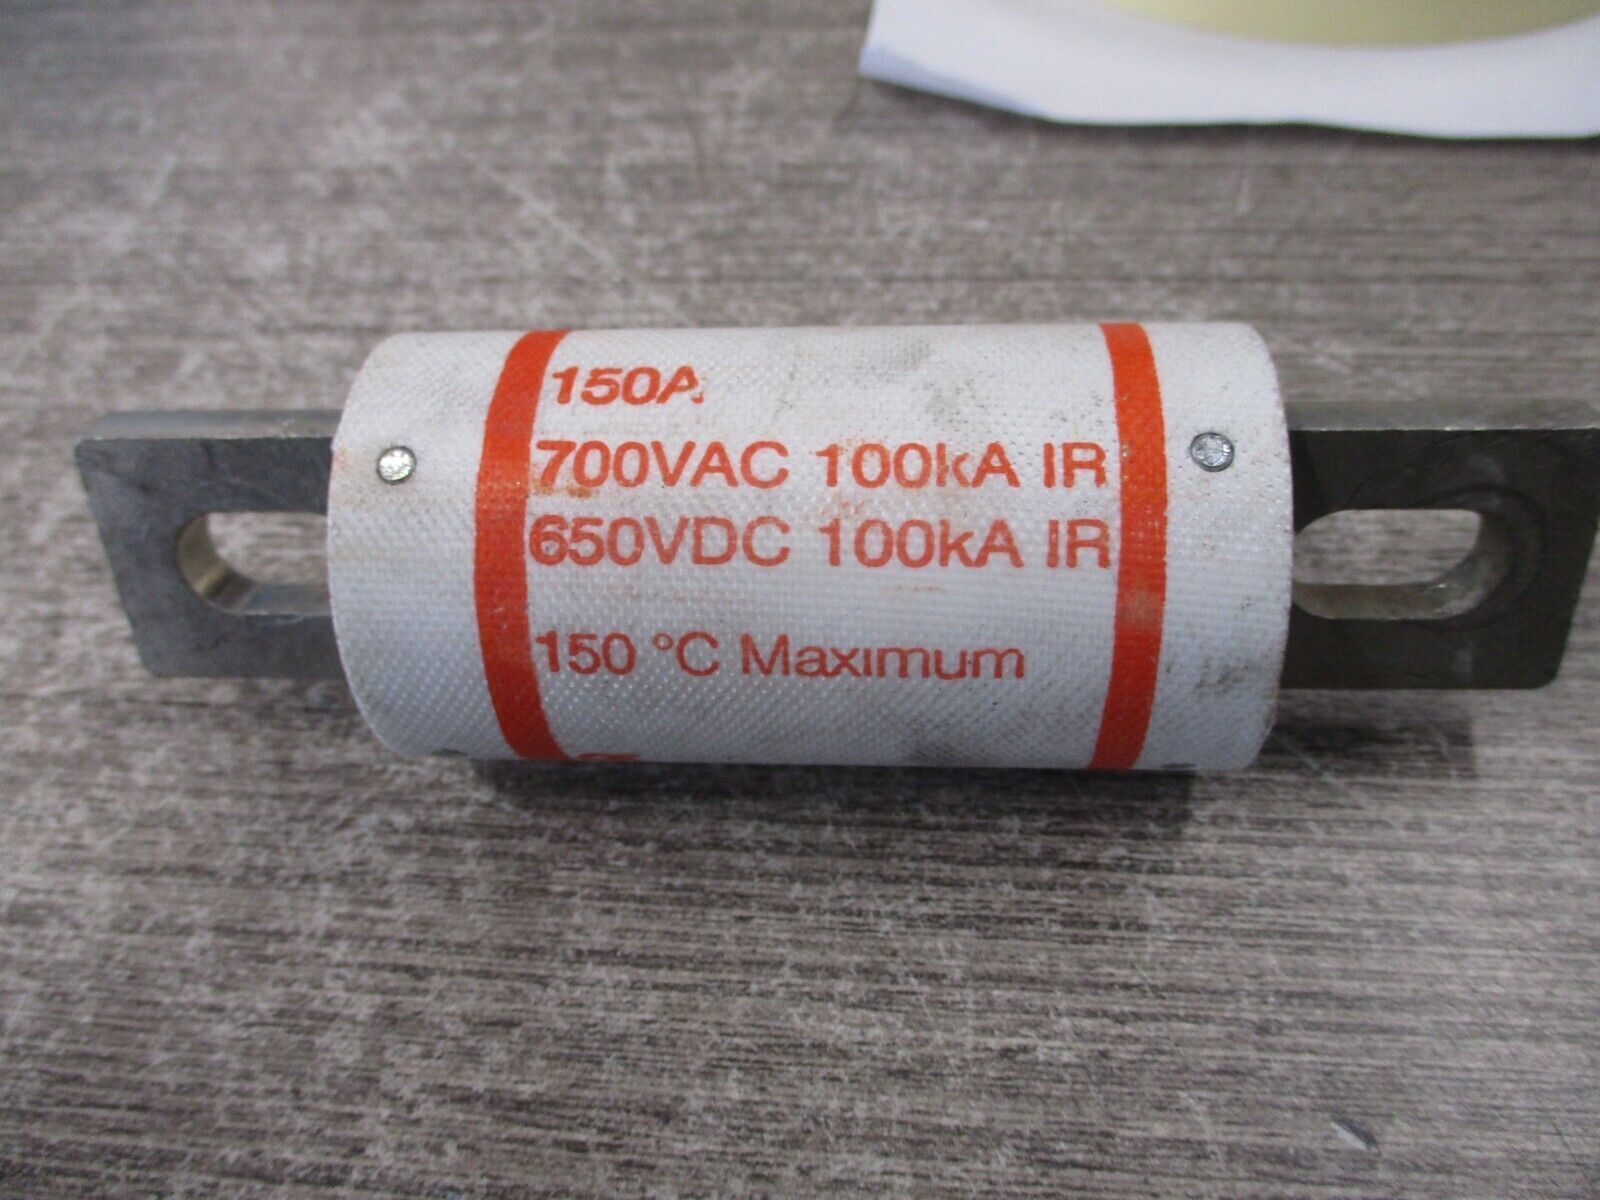 150A
700VAC 100kA IR
650VDC 100kA IR
150 °C Maximum